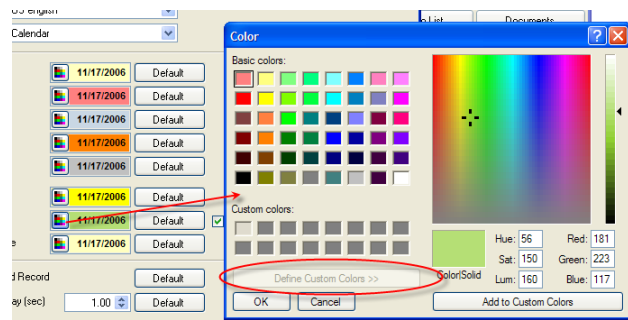 US english
Calendar
List
Documents
11/17/2006 Default
11/17/2006 Default
11/17/2006 Default
11/17/2006 Default
11/17/2006 Default
11/17/2006 Default
11/17/2006 Default
11/17/2006 Default
d Record Default
ay (sec) 1.00 Default
Color
Basic colors:
Custom colors:
Define Custom Colors >>
OK Cancel
Color|Solid
Hue: 56 Red: 181
Sat: 150 Green: 223
Lum: 160 Blue: 117
Add to Custom Colors